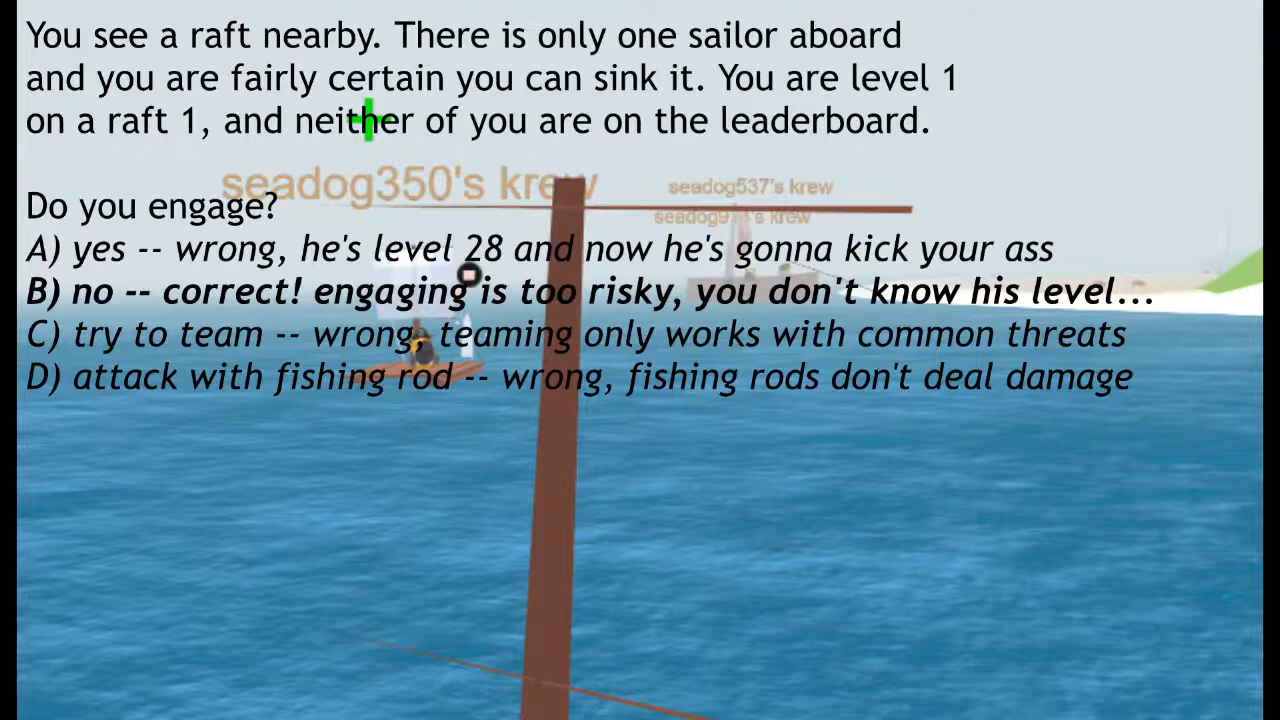 You see a raft nearby. There is only one sailor aboard
and you are fairly certain you can sink it. You are level 1
on a raft 1, and neither of you are on the leaderboard.
seadog350's krew
seadog537's krew
Do you engage?
A) yes -- wrong, he's level 28 and now he's gonna kick your ass
B) no -- correct! engaging is too risky, you don't know his level...
C) try to team -- wrong, teaming only works with common threats
D) attack with fishing rod -- wrong, fishing rods don't deal damage